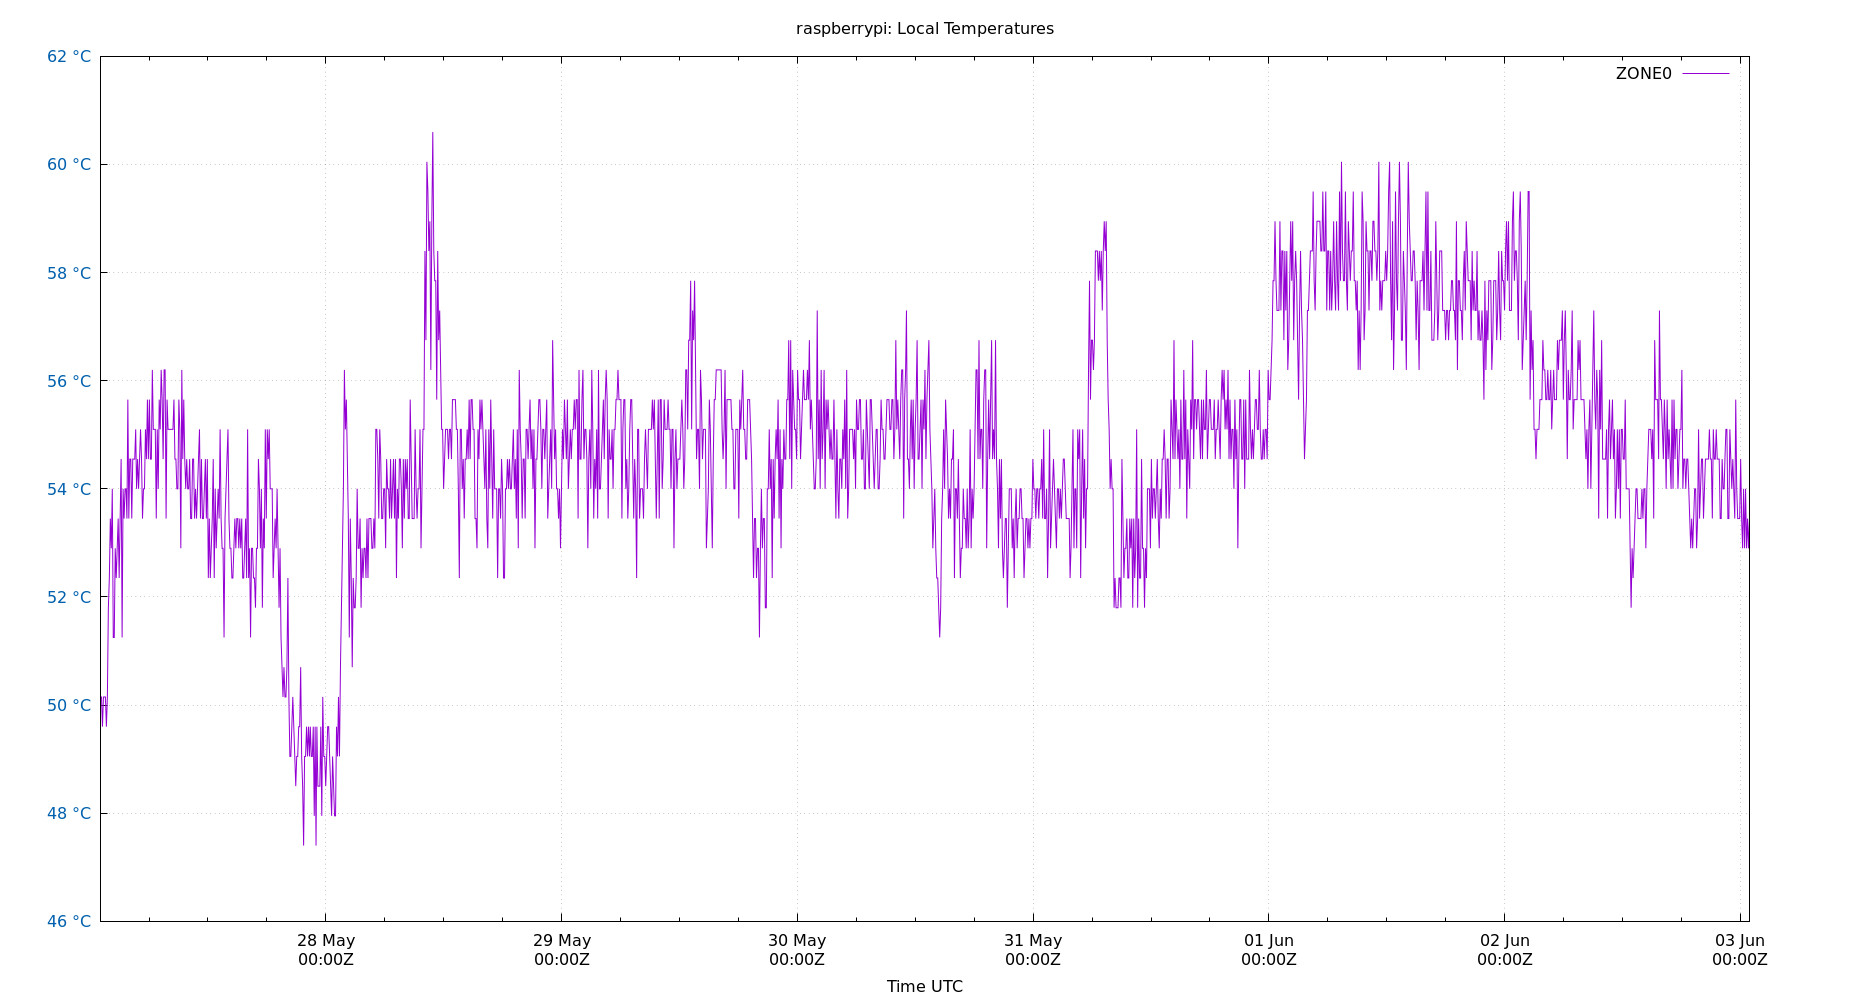 raspberrypi: Local Temperatures
ZONE0
62 °C
60 °C
58 °C
56 °C
54 °C
52 °C
50 °C
48 °C
46 °C
28 May 29 May 30 May 31 May 01 Jun 02 Jun 03 Jun
00:00Z 00:00Z 00:00Z 00:00Z 00:00Z 00:00Z 00:00Z
Time UTC